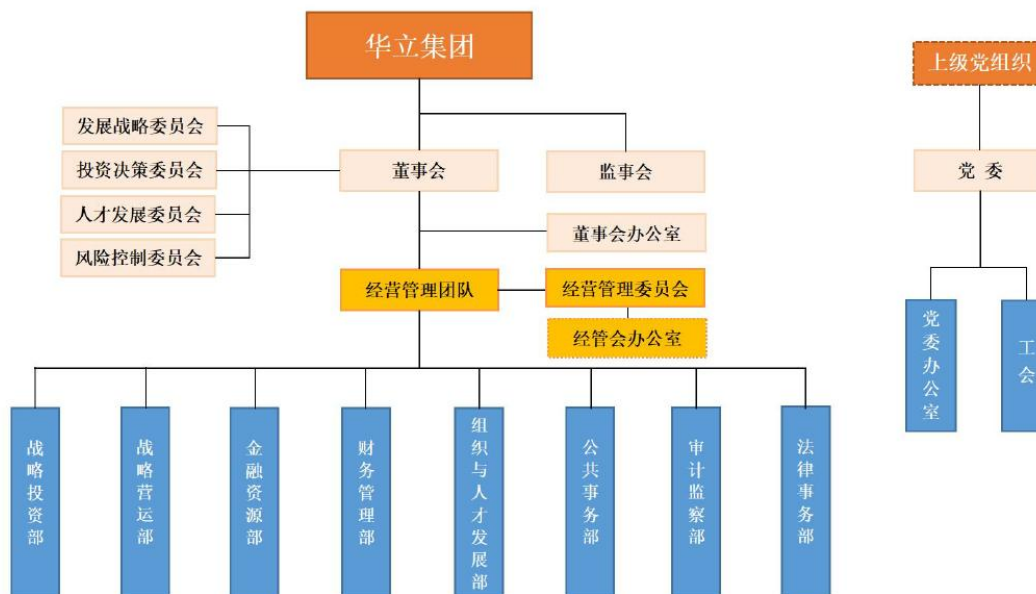 华立集团
上级党组织
发展战略委员会
投资决策委员会
人才发展委员会
风险控制委员会
董事会
监事会
党 委
董事会办公室
经营管理团队
经营管理委员会
经管会办公室
党委办公室
工会
战略投资部
战略营运部
金融资源部
财务管理部
组织与人才发展部
公共事务部
审计监察部
法律事务部